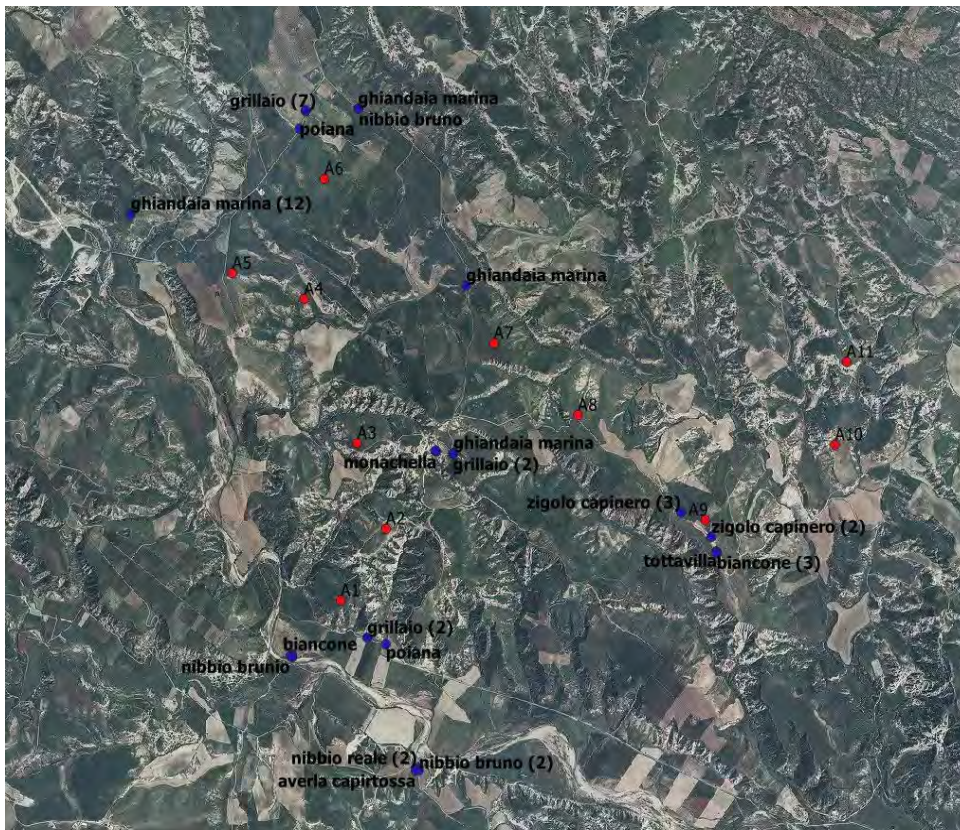 grillaio (7)
ghiandaia marina
nibbio bruno
poiana
A6
ghiandaia marina (12)
A5
ghiandaia marina
A4
A7
A11
A8
A3
A10
ghiandaia marina
monachella
grillaio (2)
zigolo capinero (3)
A9
zigolo capinero (2)
A2
tottavilla
biancone (3)
A1
grillaio (2)
biancone
poiana
nibbio brunio
nibbio reale (2)
nibbio bruno (2)
averla capirtossa